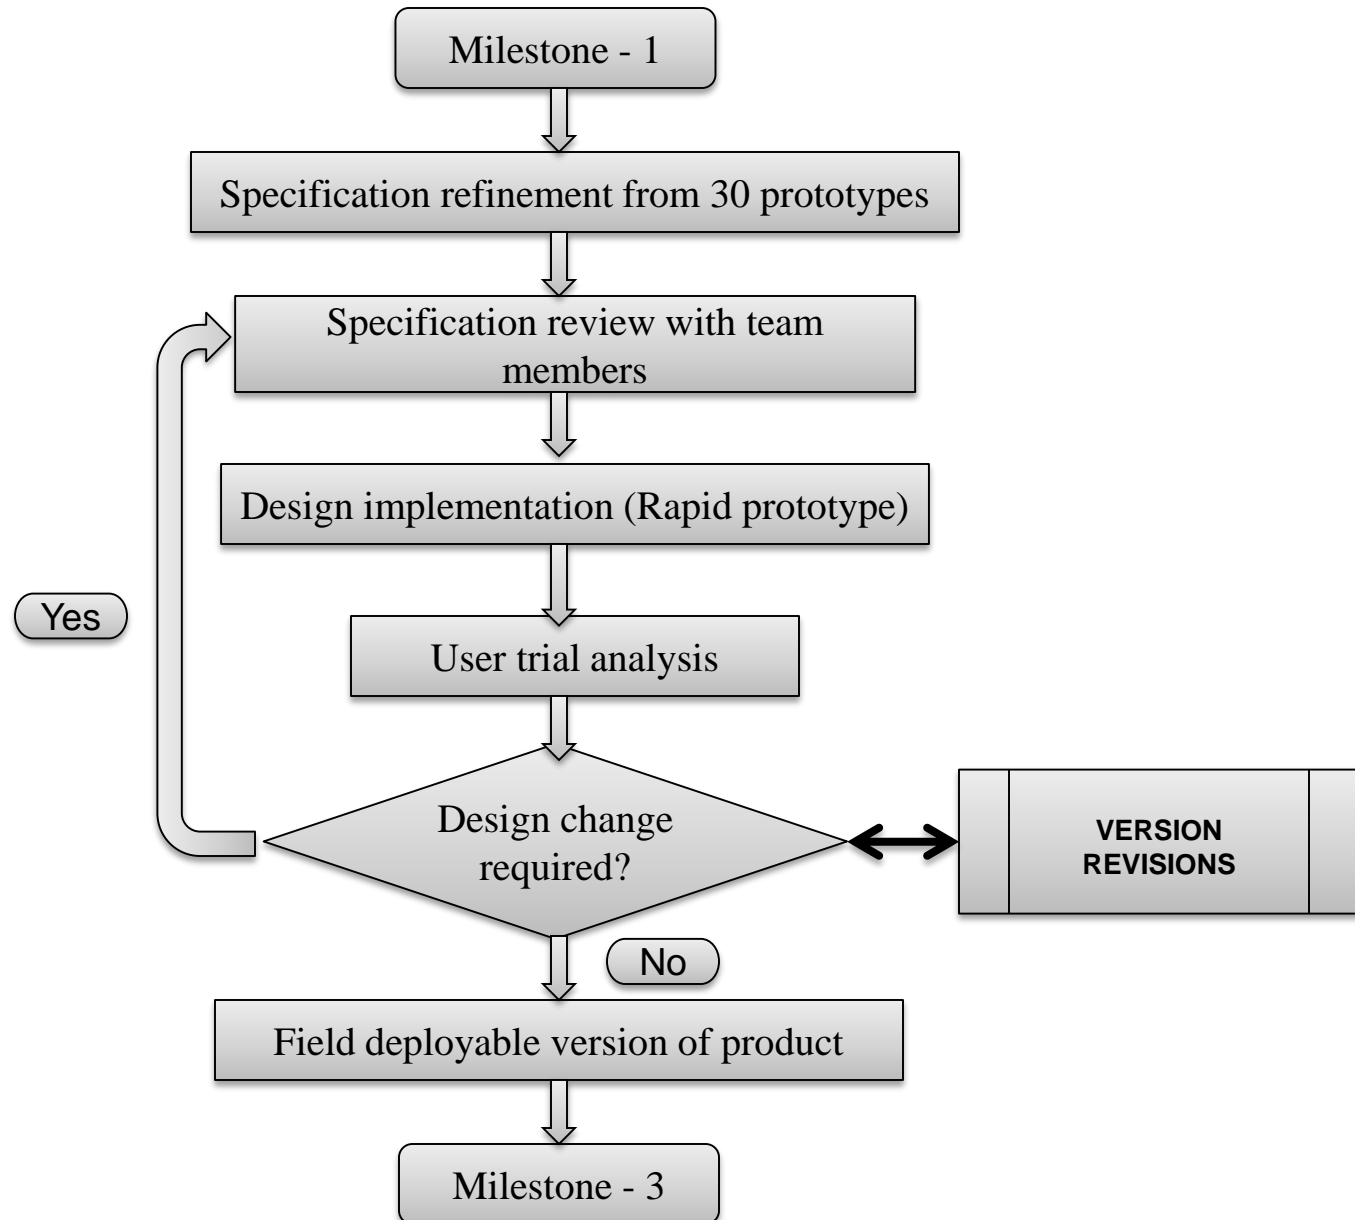 Milestone - 1
Specification refinement from 30 prototypes
Specification review with team
members
Design implementation (Rapid prototype)
Yes
User trial analysis
Design change
required?
VERSION
REVISIONS
No
Field deployable version of product
Milestone - 3